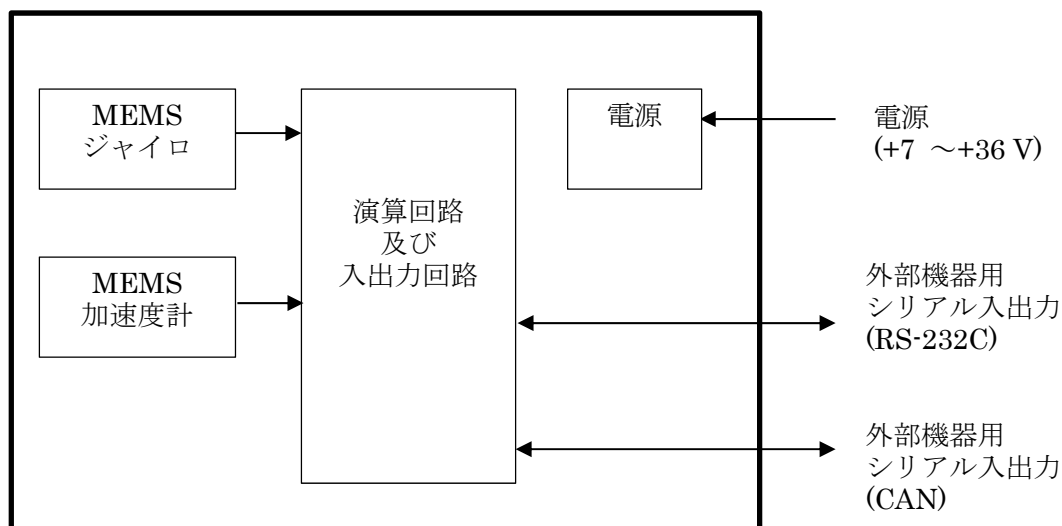 MEMS
ジャイロ
MEMS
加速度計
演算回路
及び
入出力回路
電源
電源
(+7 ～+36 V)
外部機器用
シリアル入出力
(RS-232C)
外部機器用
シリアル入出力
(CAN)